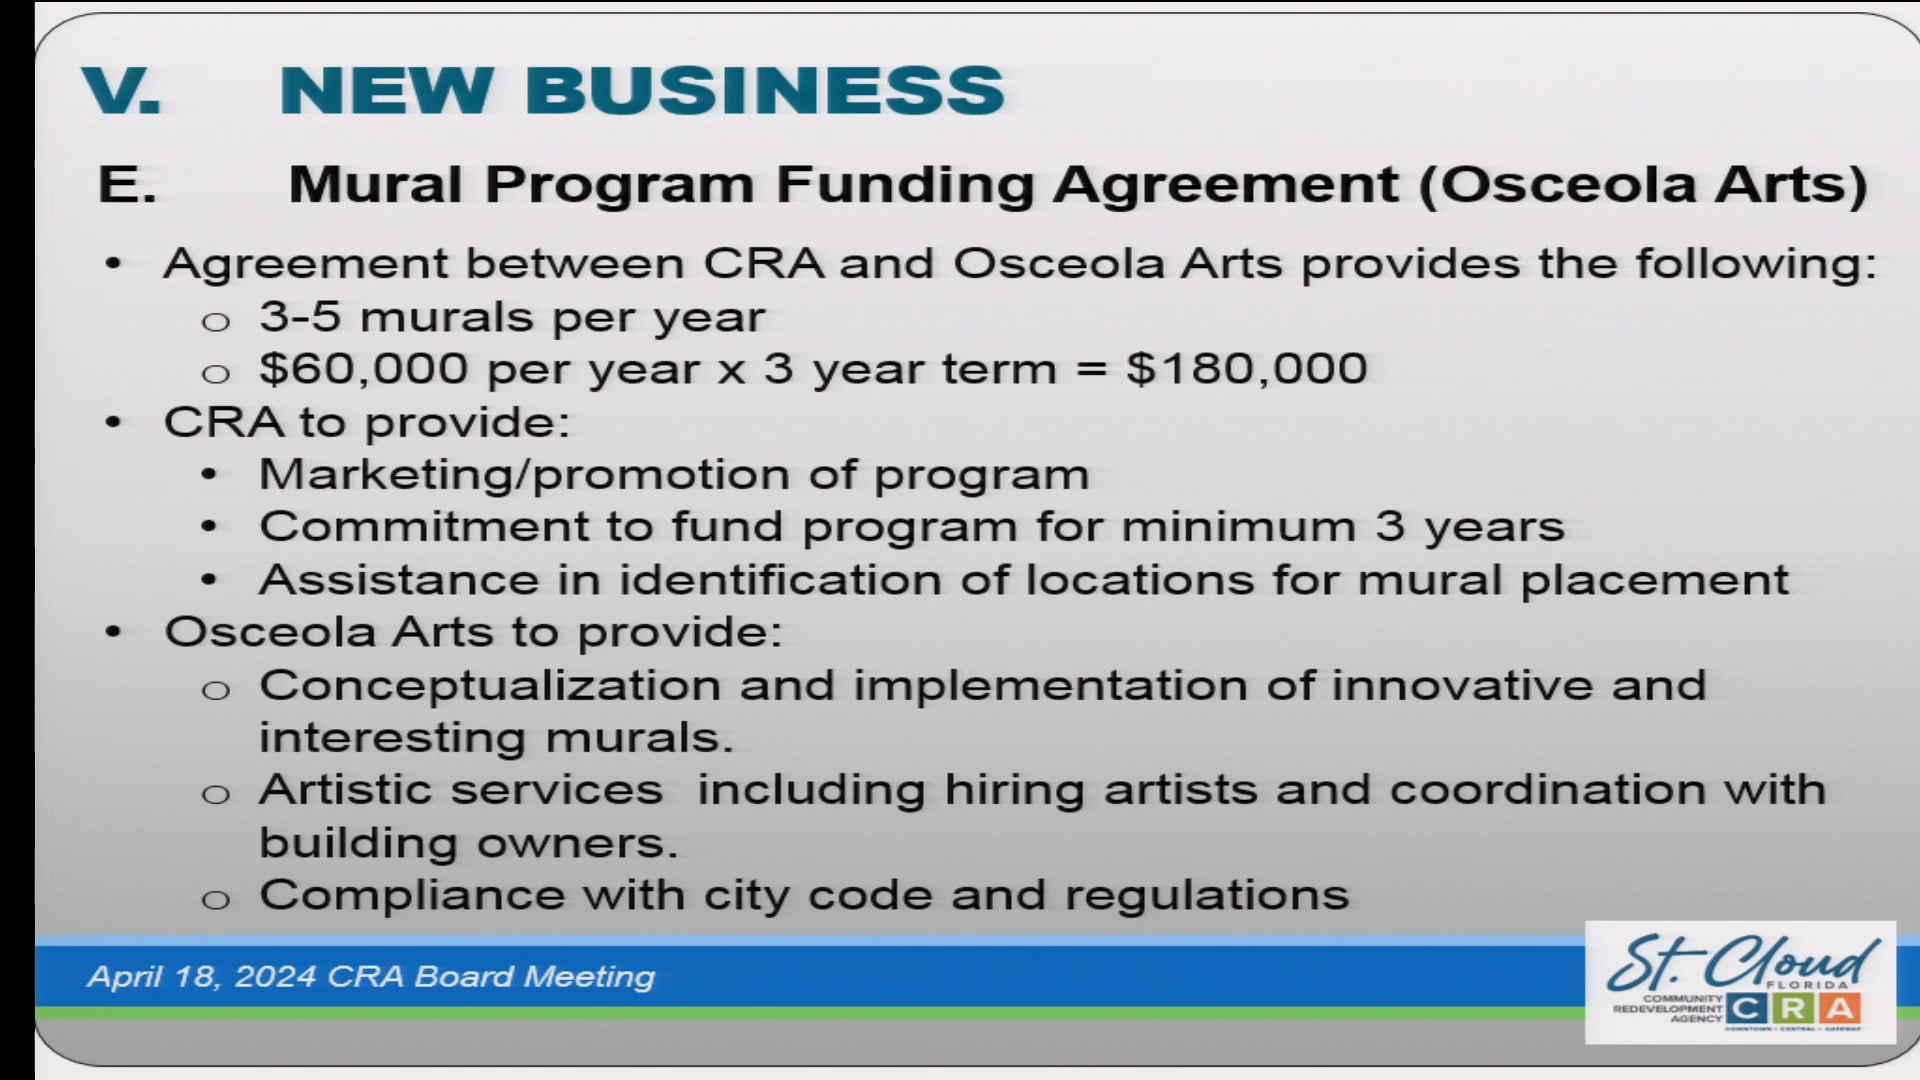 V. NEW BUSINESS
E. Mural Program Funding Agreement (Osceola Arts)
• Agreement between CRA and Osceola Arts provides the following:
o 3-5 murals per year
o $60,000 per year x 3 year term = $180,000
• CRA to provide:
• Marketing/promotion of program
• Commitment to fund program for minimum 3 years
• Assistance in identification of locations for mural placement
• Osceola Arts to provide:
o Conceptualization and implementation of innovative and
interesting murals.
o Artistic services  including hiring artists and coordination with
building owners.
o Compliance with city code and regulations
April 18, 2024 CRA Board Meeting
St. Cloud
FLORIDA
COMMUNITY
REDEVELOPMENT
AGENCY
CRA
DOWNTOWN • CENTRAL • GATEWAY